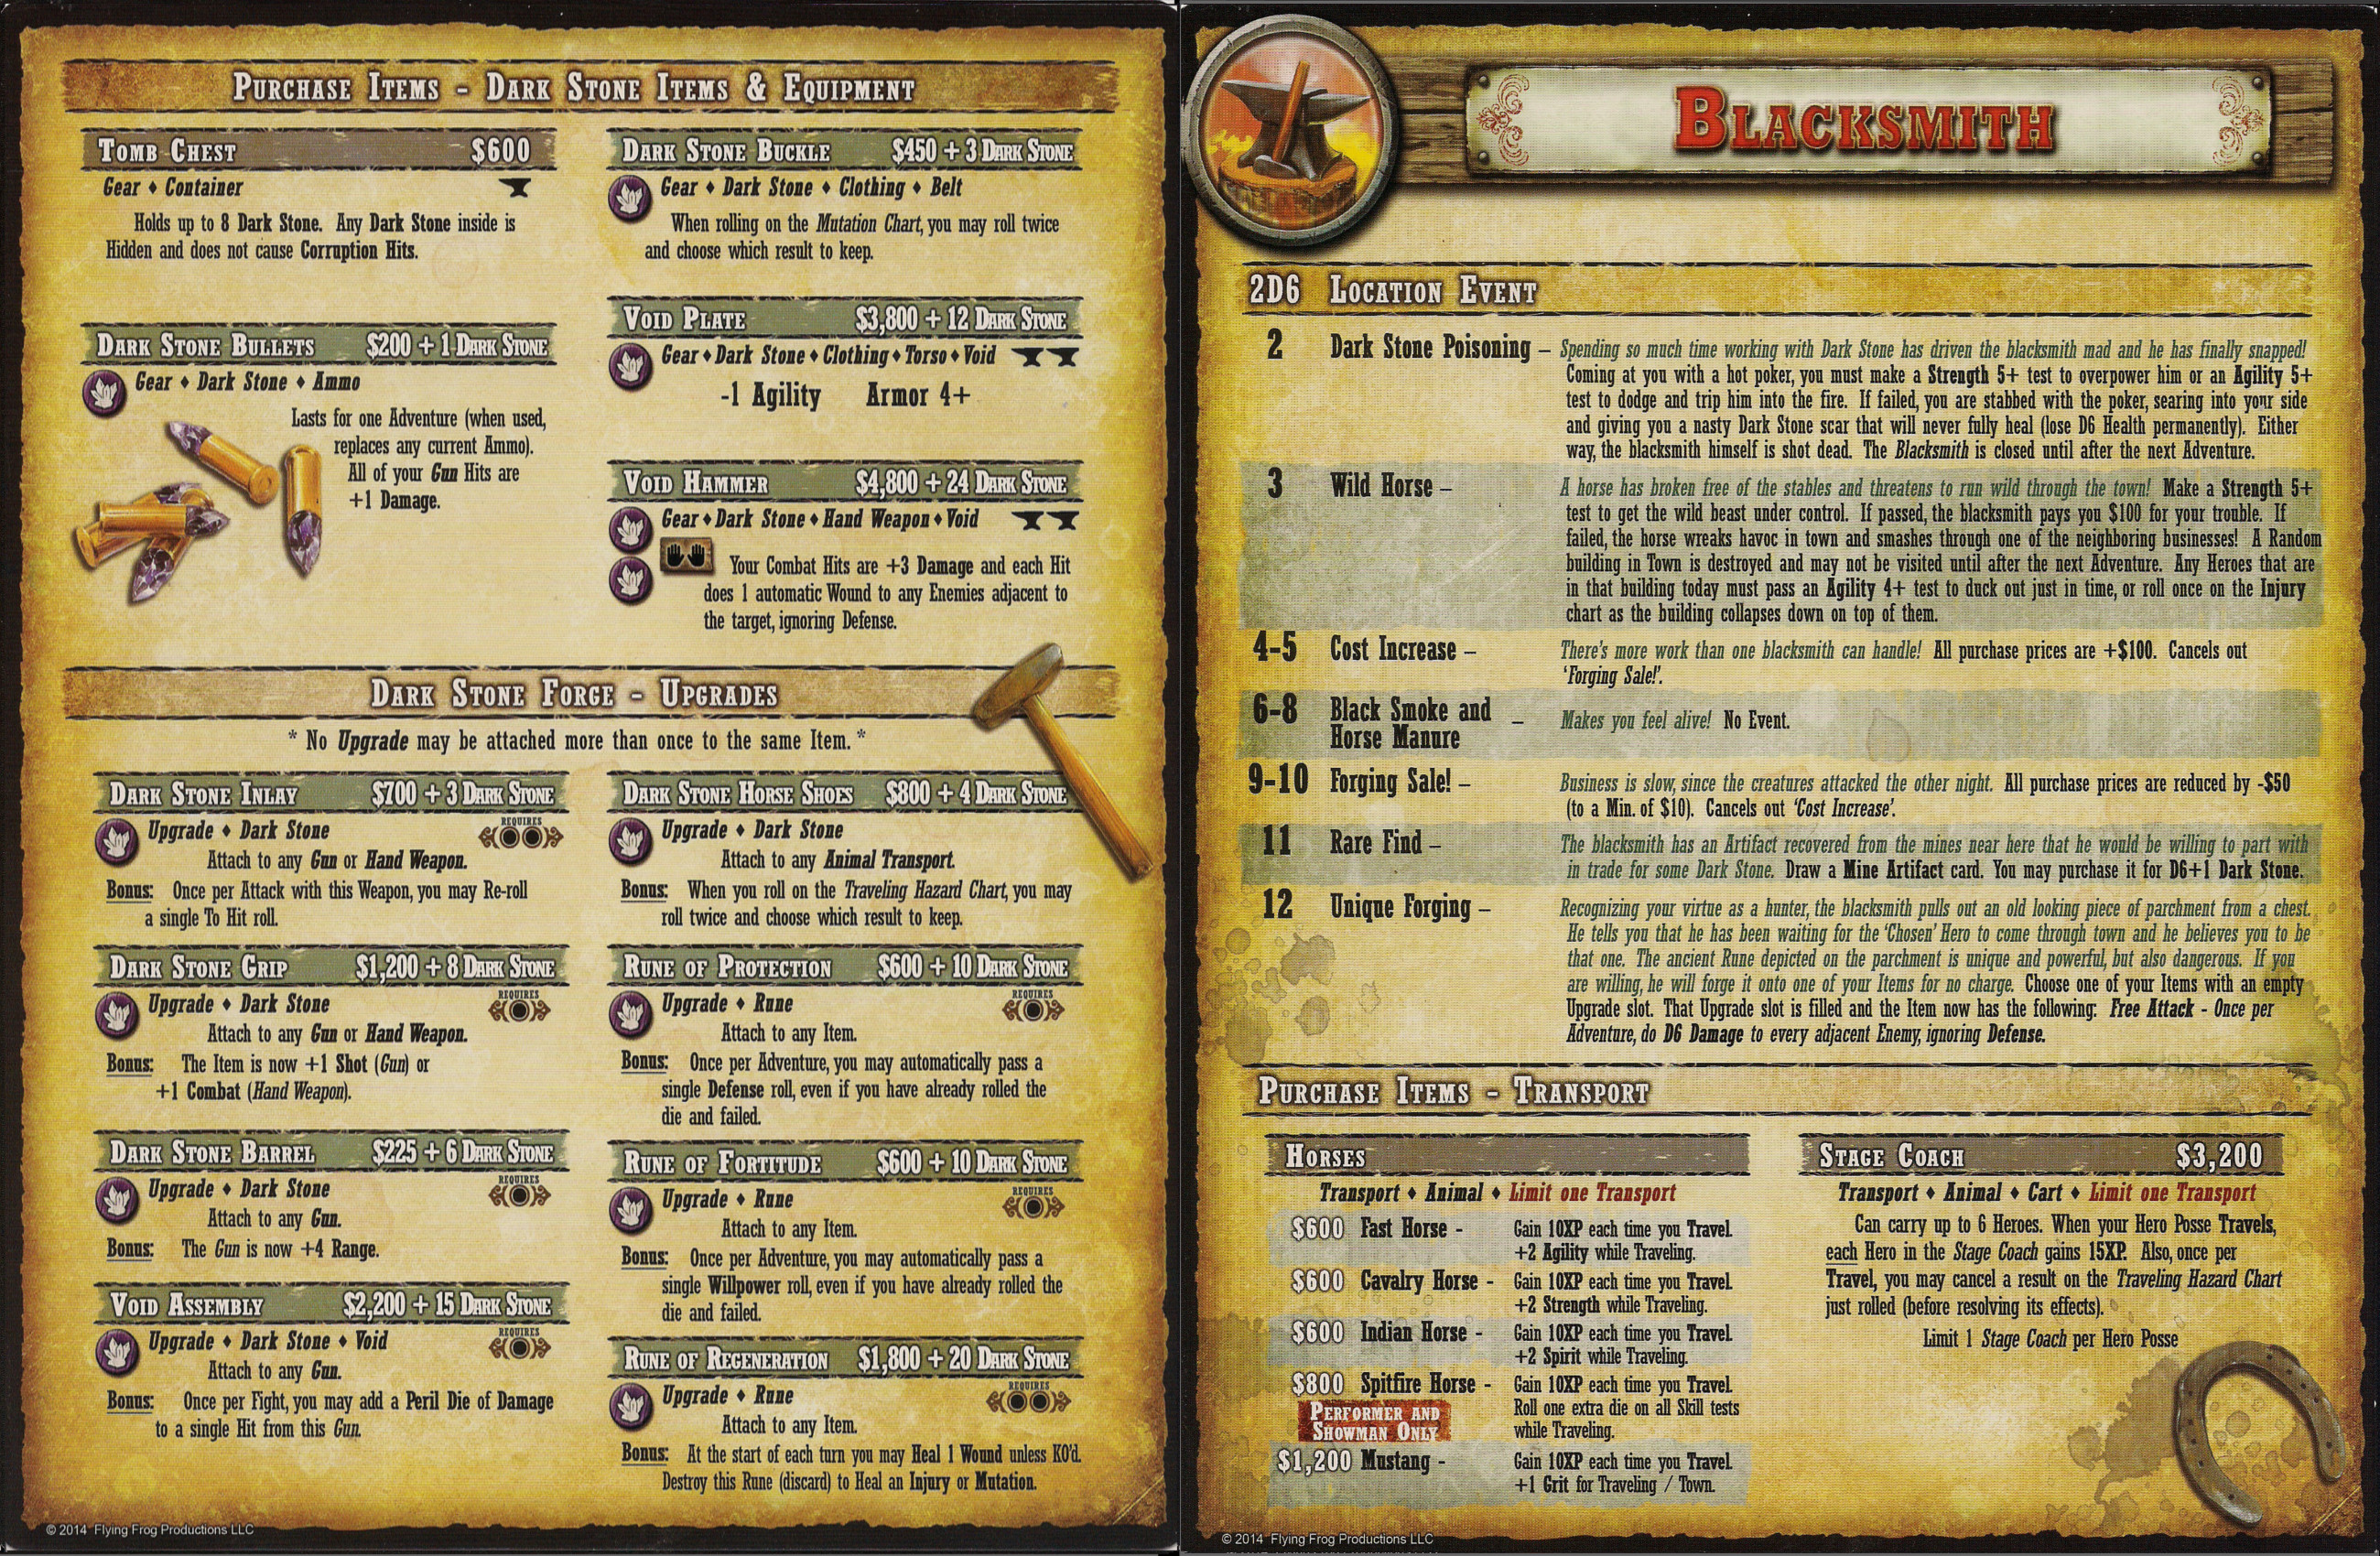 PURCHASE ITEMS - DARK STONE ITEMS & EQUIPMENT
TOMB CHEST $600
Gear ♦ Container
Holds up to 8 Dark Stone. Any Dark Stone inside is
Hidden and does not cause Corruption Hits.
DARK STONE BULLETS $200 + 1 DARK STONE
Gear ♦ Dark Stone ♦ Ammo
Lasts for one Adventure (when used,
replaces any current Ammo).
All of your Gun Hits are
+1 Damage.
DARK STONE BUCKLE $450 + 3 DARK STONE
Gear ♦ Dark Stone ♦ Clothing ♦ Belt
When rolling on the Mutation Chart, you may roll twice
and choose which result to keep.
VOID PLATE $3,800 + 12 DARK STONE
Gear ♦ Dark Stone ♦ Clothing ♦ Torso ♦ Void
-1 Agility Armor 4+
VOID HAMMER $4,800 + 24 DARK STONE
Gear ♦ Dark Stone ♦ Hand Weapon ♦ Void
Your Combat Hits are +3 Damage and each Hit
does 1 automatic Wound to any Enemies adjacent to
the target, ignoring Defense.
DARK STONE FORGE - UPGRADES
* No Upgrade may be attached more than once to the same Item. *
DARK STONE INLAY $700 + 3 DARK STONE
Upgrade ♦ Dark Stone
REQUIRES
Attach to any Gun or Hand Weapon.
Bonus: Once per Attack with this Weapon, you may Re-roll
a single To Hit roll.
DARK STONE GRIP $1,200 + 8 DARK STONE
Upgrade ♦ Dark Stone
REQUIRES
Attach to any Gun or Hand Weapon.
Bonus: The Item is now +1 Shot (Gun) or
+1 Combat (Hand Weapon).
DARK STONE BARREL $225 + 6 DARK STONE
Upgrade ♦ Dark Stone
REQUIRES
Attach to any Gun.
Bonus: The Gun is now +4 Range.
VOID ASSEMBLY $2,200 + 15 DARK STONE
Upgrade ♦ Dark Stone ♦ Void
REQUIRES
Attach to any Gun.
Bonus: Once per Fight, you may add a Peril Die of Damage
to a single Hit from this Gun.
DARK STONE HORSE SHOES $800 + 4 DARK STONE
Upgrade ♦ Dark Stone
Attach to any Animal Transport.
Bonus: When you roll on the Traveling Hazard Chart, you may
roll twice and choose which result to keep.
RUNE OF PROTECTION $600 + 10 DARK STONE
Upgrade ♦ Rune
REQUIRES
Attach to any Item.
Bonus: Once per Adventure, you may automatically pass a
single Defense roll, even if you have already rolled the
die and failed.
RUNE OF FORTITUDE $600 + 10 DARK STONE
Upgrade ♦ Rune
REQUIRES
Attach to any Item.
Bonus: Once per Adventure, you may automatically pass a
single Willpower roll, even if you have already rolled the
die and failed.
RUNE OF REGENERATION $1,800 + 20 DARK STONE
Upgrade ♦ Rune
REQUIRES
Attach to any Item.
Bonus: At the start of each turn you may Heal 1 Wound unless KO'd.
Destroy this Rune (discard) to Heal an Injury or Mutation.
© 2014 Flying Frog Productions LLC
BLACKSMITH
2D6 LOCATION EVENT
2 Dark Stone Poisoning – Spending so much time working with Dark Stone has driven the blacksmith mad and he has finally snapped!
Coming at you with a hot poker, you must make a Strength 5+ test to overpower him or an Agility 5+
test to dodge and trip him into the fire. If failed, you are stabbed with the poker, searing into your side
and giving you a nasty Dark Stone scar that will never fully heal (lose D6 Health permanently). Either
way, the blacksmith himself is shot dead. The Blacksmith is closed until after the next Adventure.
3 Wild Horse – A horse has broken free of the stables and threatens to run wild through the town! Make a Strength 5+
test to get the wild beast under control. If passed, the blacksmith pays you $100 for your trouble. If
failed, the horse wreaks havoc in town and smashes through one of the neighboring businesses! A Random
building in Town is destroyed and may not be visited until after the next Adventure. Any Heroes that are
in that building today must pass an Agility 4+ test to duck out just in time, or roll once on the Injury
chart as the building collapses down on top of them.
4-5 Cost Increase – There's more work than one blacksmith can handle! All purchase prices are +$100. Cancels out
'Forging Sale!'.
6-8 Black Smoke and
Horse Manure – Makes you feel alive! No Event.
9-10 Forging Sale! – Business is slow, since the creatures attacked the other night. All purchase prices are reduced by -$50
(to a Min. of $10). Cancels out 'Cost Increase'.
11 Rare Find – The blacksmith has an Artifact recovered from the mines near here that he would be willing to part with
in trade for some Dark Stone. Draw a Mine Artifact card. You may purchase it for D6+1 Dark Stone.
12 Unique Forging – Recognizing your virtue as a hunter, the blacksmith pulls out an old looking piece of parchment from a chest.
He tells you that he has been waiting for the 'Chosen' Hero to come through town and he believes you to be
that one. The ancient Rune depicted on the parchment is unique and powerful, but also dangerous. If you
are willing, he will forge it onto one of your Items for no charge. Choose one of your Items with an empty
Upgrade slot. That Upgrade slot is filled and the Item now has the following: Free Attack - Once per
Adventure, do D6 Damage to every adjacent Enemy, ignoring Defense.
PURCHASE ITEMS - TRANSPORT
HORSES
Transport ♦ Animal ♦ Limit one Transport
$600 Fast Horse - Gain 10XP each time you Travel.
+2 Agility while Traveling.
$600 Cavalry Horse - Gain 10XP each time you Travel.
+2 Strength while Traveling.
$600 Indian Horse - Gain 10XP each time you Travel.
+2 Spirit while Traveling.
$800 Spitfire Horse - Gain 10XP each time you Travel.
PERFORMER AND
SHOWMAN ONLY
Roll one extra die on all Skill tests
while Traveling.
$1,200 Mustang - Gain 10XP each time you Travel.
+1 Grit for Traveling / Town.
STAGE COACH $3,200
Transport ♦ Animal ♦ Cart ♦ Limit one Transport
Can carry up to 6 Heroes. When your Hero Posse Travels,
each Hero in the Stage Coach gains 15XP. Also, once per
Travel, you may cancel a result on the Traveling Hazard Chart
just rolled (before resolving its effects).
Limit 1 Stage Coach per Hero Posse
© 2014 Flying Frog Productions LLC